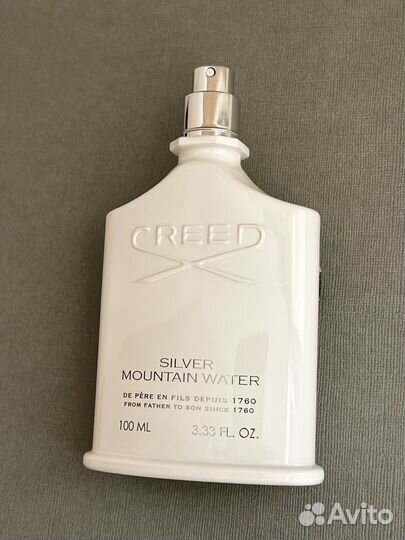 CREED
SILVER
MOUNTAIN WATER
DE PÈRE EN FILS DEPUIS 1760
FROM FATHER TO SON SINCE 1760
100 ML 3.33 FL. OZ.
Avito